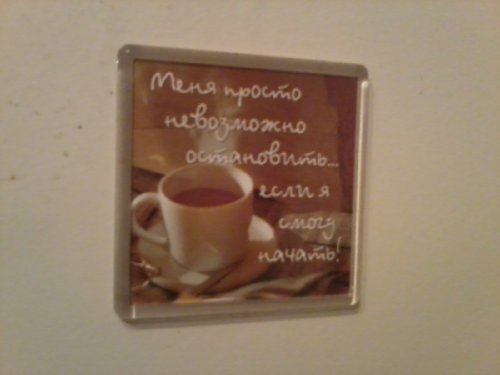 Меня просто
невозможно
остановить...
если я
смогу
начать!